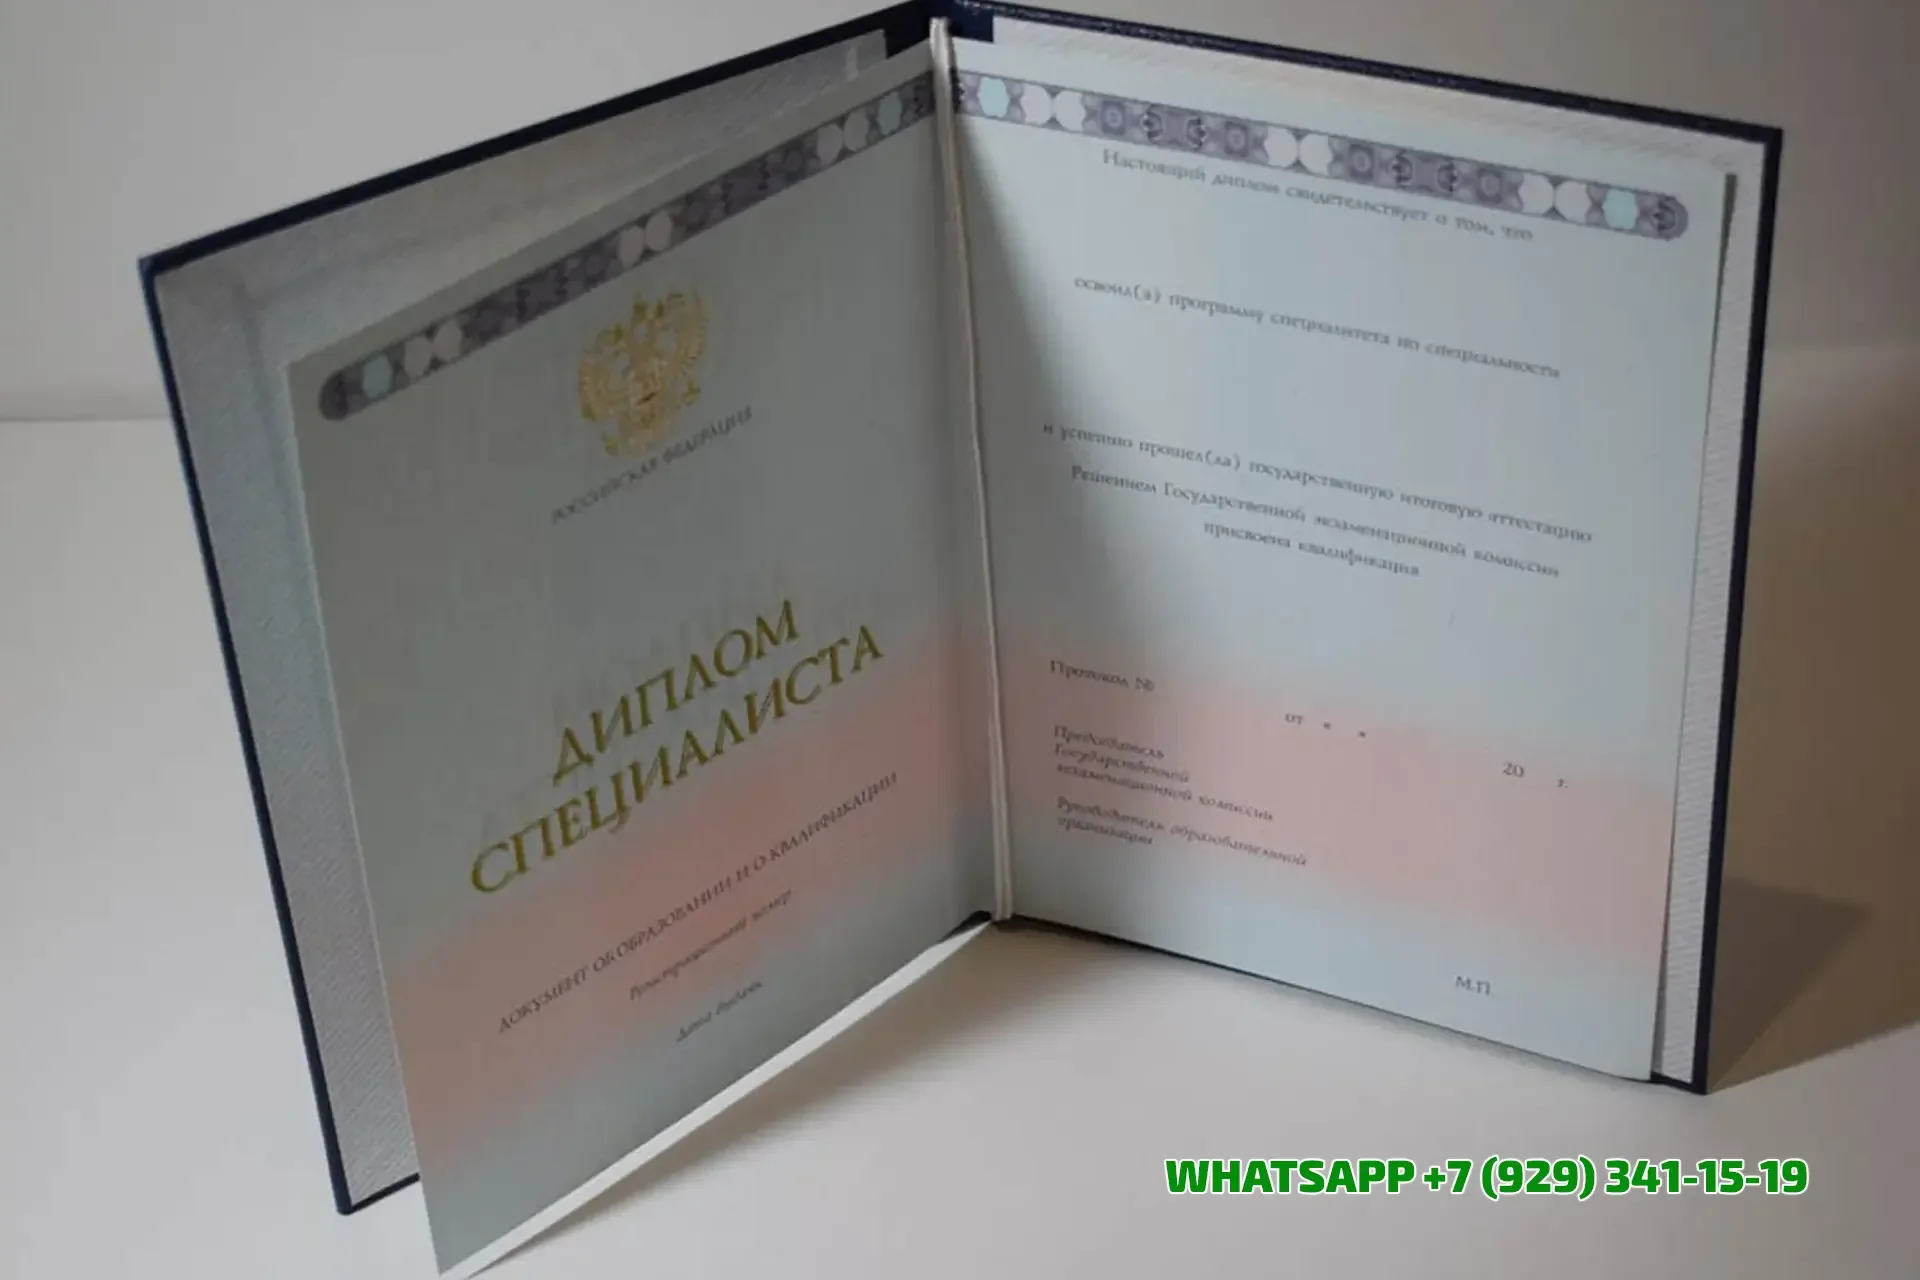 РОССИЙСКАЯ ФЕДЕРАЦИЯ
ДИПЛОМ
СПЕЦИАЛИСТА
ДОКУМЕНТ ОБ ОБРАЗОВАНИИ И О КВАЛИФИКАЦИИ
Регистрационный номер
Дата выдачи
Настоящий диплом свидетельствует о том, что
освоил(а) программу специалитета по специальности
и успешно прошел(ла) государственную итоговую аттестацию
Решением Государственной экзаменационной комиссии
присвоена квалификация
Протокол №
от « »
20 г.
Председатель
Государственной
экзаменационной комиссии
Руководитель образовательной
организации
М.П.
WHATSAPP +7 (929) 341-15-19